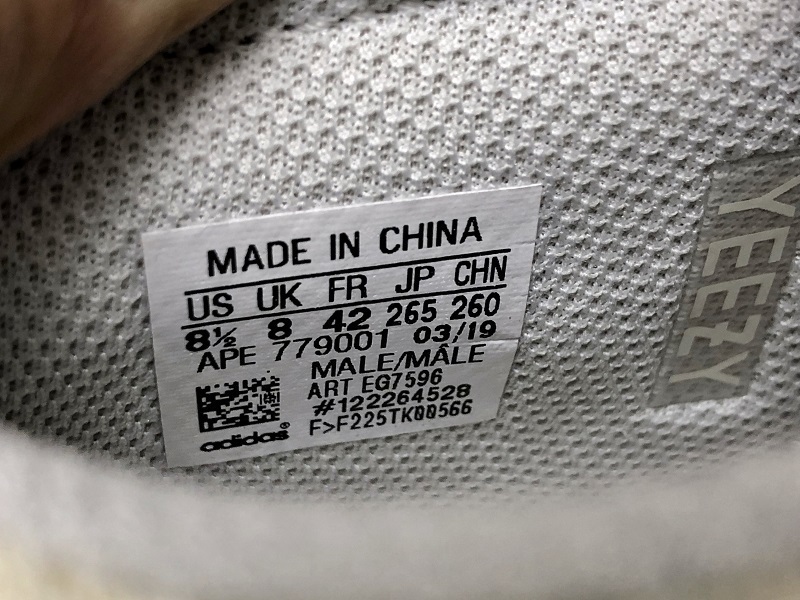 MADE IN CHINA
US UK FR JP CHN
8½ 8 42 265 260
APE 779001 03/19
MALE/MÂLE
ART EG7596
#122264528
F>F225TK00566
adidas®
YEEZY